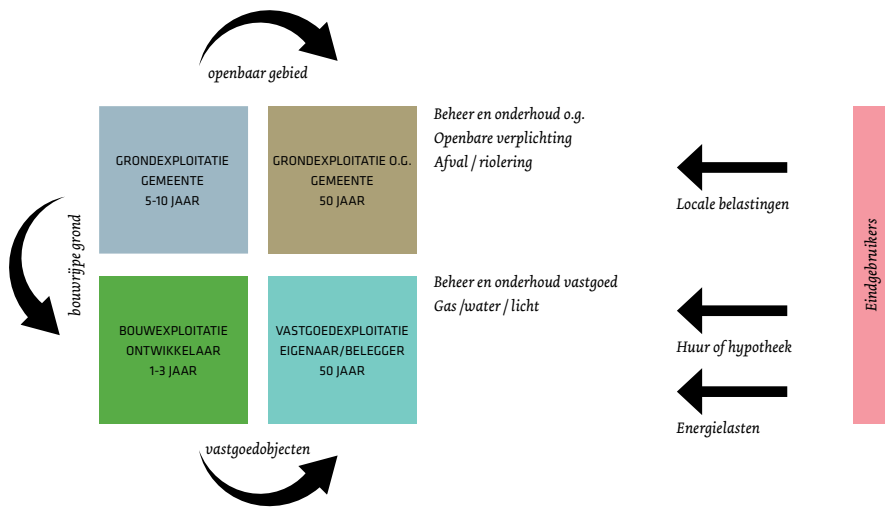 openbaar gebied
GRONDEXPLOITATIE
GEMEENTE
5-10 JAAR
GRONDEXPLOITATIE O.G.
GEMEENTE
50 JAAR
Beheer en onderhoud o.g.
Openbare verplichting
Afval / riolering
Locale belastingen
bouwrijpe grond
Eindgebruikers
BOUWEXPLOITATIE
ONTWIKKELAAR
1-3 JAAR
VASTGOEDEXPLOITATIE
EIGENAAR/BELEGGER
50 JAAR
Beheer en onderhoud vastgoed
Gas /water / licht
Huur of hypotheek
Energielasten
vastgoedobjecten